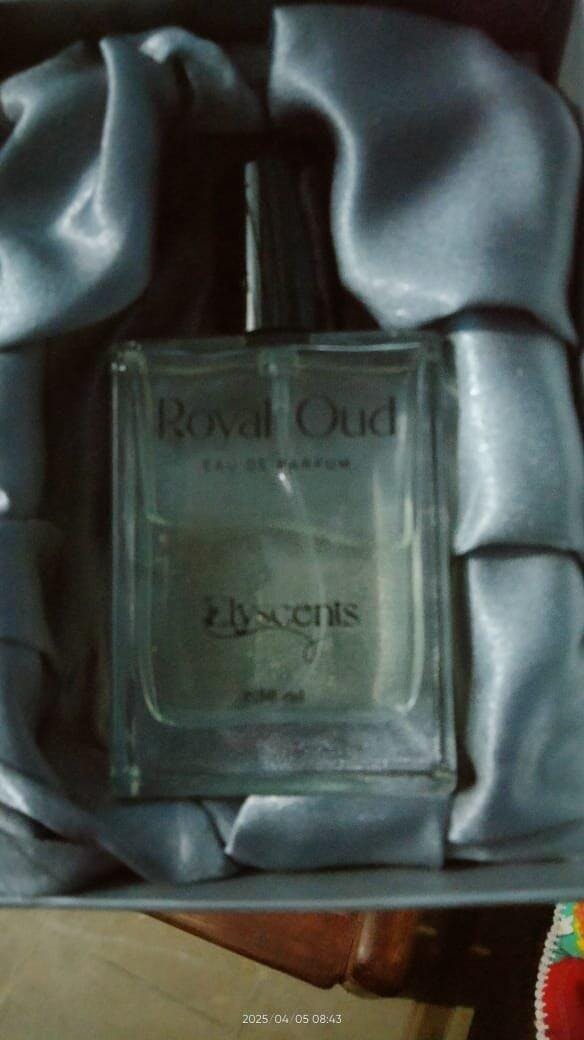 Royal Oud
EAU DE PARFUM
Elyscents
2025/04/05 08:43